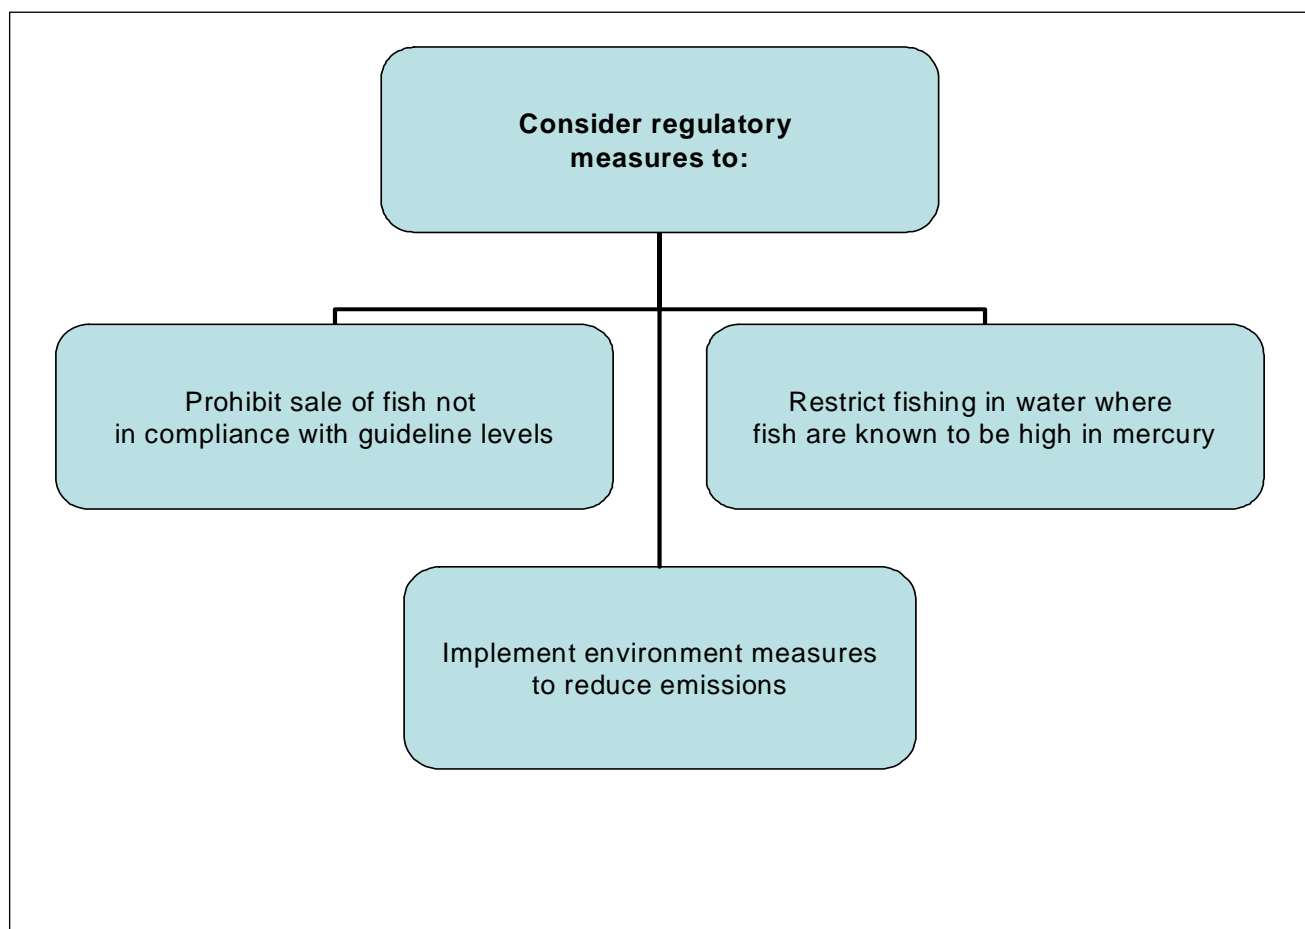 Consider regulatory
measures to:
Prohibit sale of fish not
in compliance with guideline levels
Restrict fishing in water where
fish are known to be high in mercury
Implement environment measures
to reduce emissions